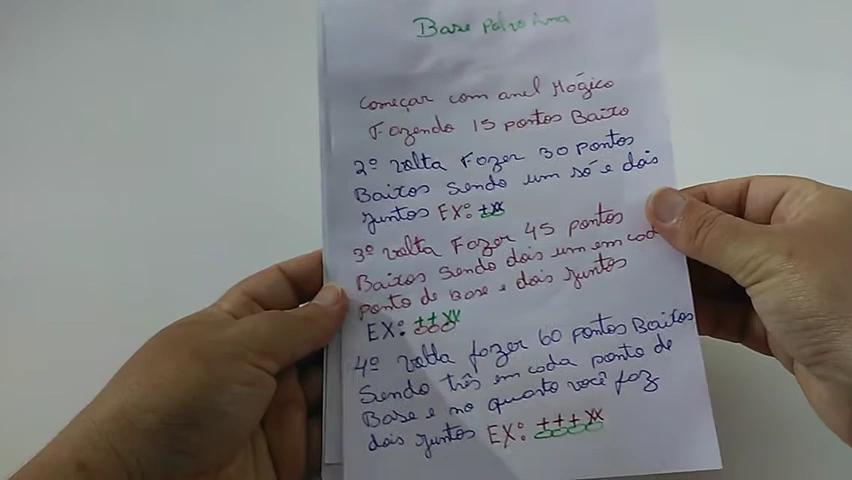 Base
Começar com anel Mágico
Fazendo 15 pontos Baixo
2º volta Fazer 30 pontos
Baixos sendo um só e dois
juntos EX:
3º volta Fazer 45 pontos
Baixos sendo dois um em cad
ponto de Base e dois juntos
EX:
4º volta fazer 60 pontos Baixos
Sendo três em cada ponto de
Base e no quarto você faz
dois juntos EX: